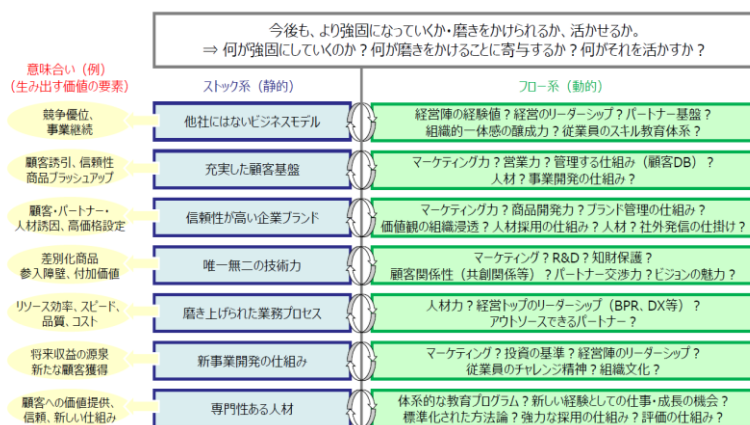 今後も、より強固になっていくか・磨きをかけられるか、活かせるか。
⇒ 何が強固にしていくのか？何が磨きをかけることに寄与するか？何がそれを活かすか？
意味合い（例）
（生み出す価値の要素）
ストック系（静的）
フロー系（動的）
競争優位、
事業継続
他社にはないビジネスモデル
経営陣の経験値？経営のリーダーシップ？パートナー基盤？
組織的一体感の醸成力？従業員のスキル教育体系？
顧客誘引、信頼性
商品ブラッシュアップ
充実した顧客基盤
マーケティング力？営業力？管理する仕組み（顧客DB）？
人材？事業開発の仕組み？
顧客・パートナー・
人材誘因、高価格設定
信頼性が高い企業ブランド
マーケティング力？商品開発力？ブランド管理の仕組み？
価値観の組織浸透？人材採用の仕組み？人材？社外発信の仕掛け？
差別化商品
参入障壁、付加価値
唯一無二の技術力
マーケティング？R&D？知財保護？
顧客関係性（共創関係等）？パートナー交渉力？ビジョンの魅力？
リソース効率、スピード、
品質、コスト
磨き上げられた業務プロセス
人材力？経営トップのリーダーシップ（BPR、DX等）？
アウトソースできるパートナー？
将来収益の源泉
新たな顧客獲得
新事業開発の仕組み
マーケティング？投資の基準？経営陣のリーダーシップ？
従業員のチャレンジ精神？組織文化？
顧客への価値提供、
信頼、新しい仕組み
専門性ある人材
体系的な教育プログラム？新しい経験としての仕事・成長の機会？
標準化された方法論？強力な採用の仕組み？評価の仕組み？